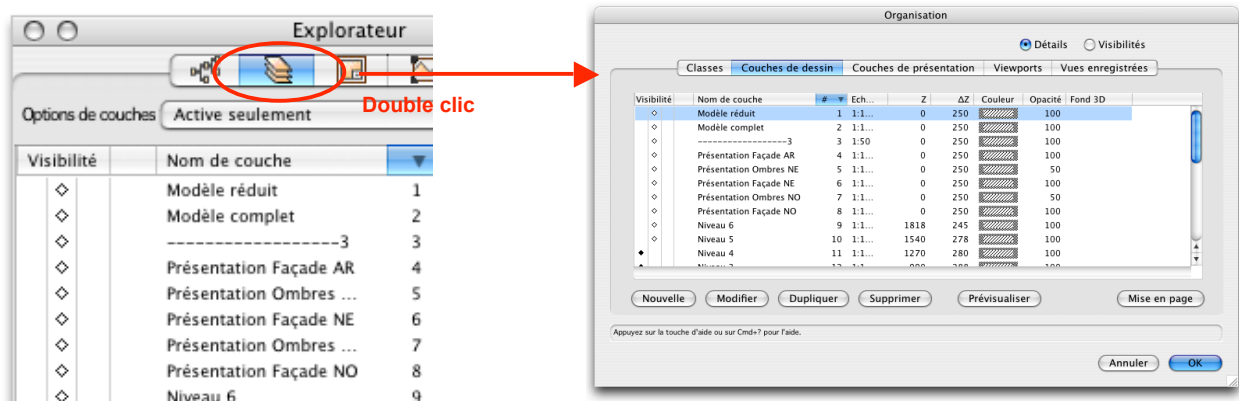 Explorateur
Options de couches Active seulement
Double clic
Visibilité Nom de couche
Modèle réduit 1
Modèle complet 2
------------------3 3
Présentation Façade AR 4
Présentation Ombres ... 5
Présentation Façade NE 6
Présentation Ombres ... 7
Présentation Façade NO 8
Niveau 6 9
Organisation
Détails Visibilités
Classes Couches de dessin Couches de présentation Viewports Vues enregistrées
Visibilité Nom de couche # Ech... Z ΔZ Couleur Opacité Fond 3D
Modèle réduit 1 1:1... 0 250 100
Modèle complet 2 1:1... 0 250 100
------------------3 3 1:50 0 250 100
Présentation Façade AR 4 1:1... 0 250 100
Présentation Ombres NE 5 1:1... 0 250 50
Présentation Façade NE 6 1:1... 0 250 100
Présentation Ombres NO 7 1:1... 0 250 50
Présentation Façade NO 8 1:1... 0 250 100
Niveau 6 9 1:1... 1818 245 100
Niveau 5 10 1:1... 1540 278 100
Niveau 4 11 1:1... 1270 280 100
Nouvelle Modifier Dupliquer Supprimer Prévisualiser Mise en page
Appuyez sur la touche d'aide ou sur Cmd+? pour l'aide.
Annuler OK